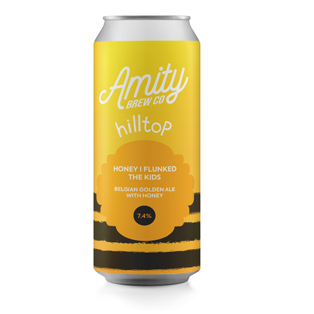 Amity
BREW CO
hilltop
HONEY I FLUNKED
THE KIDS
BELGIAN GOLDEN ALE
WITH HONEY
7.4%